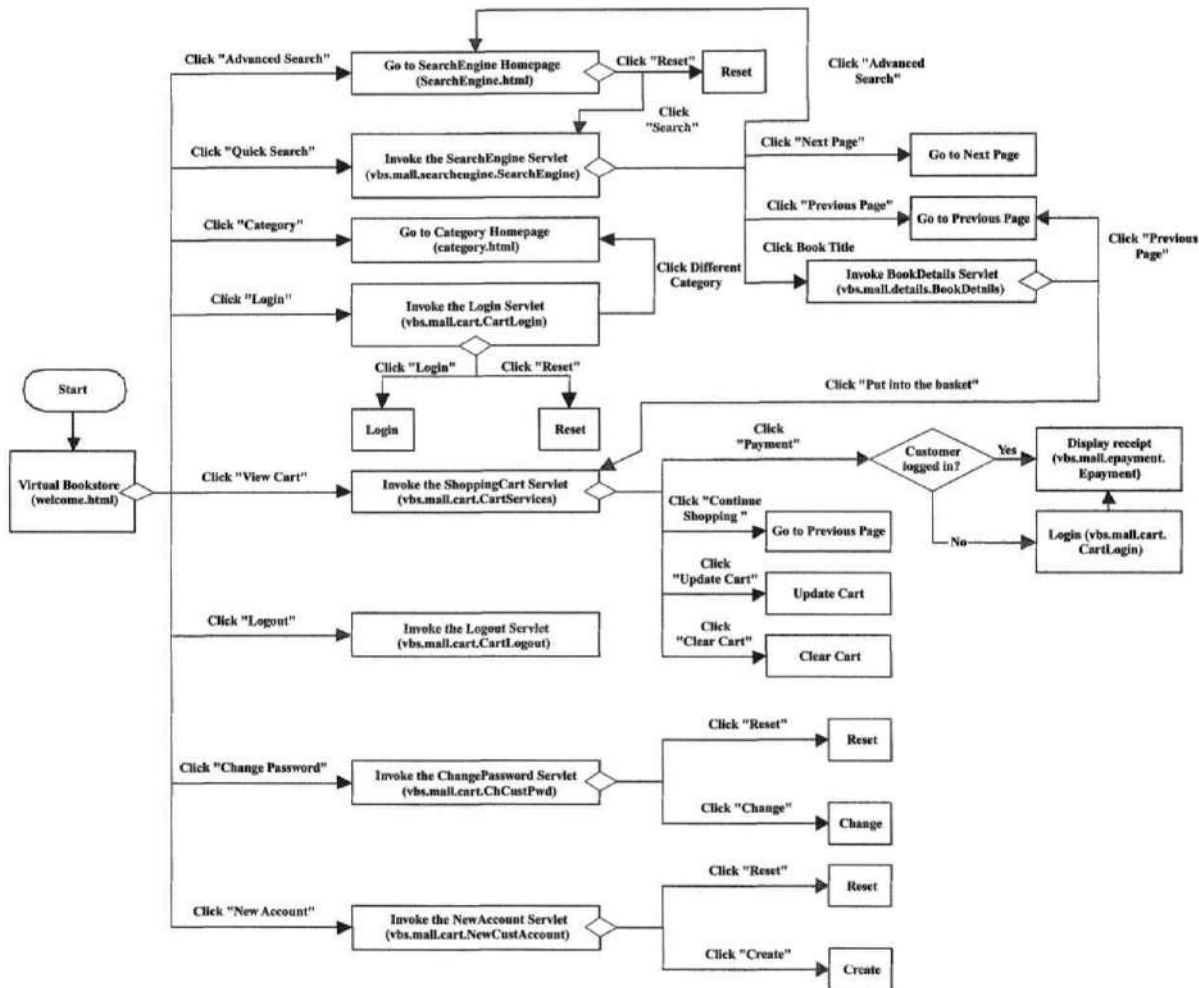 Click "Advanced Search"
Go to SearchEngine Homepage
(SearchEngine.html)
Click "Reset"
Reset
Click "Advanced
Search"
Click
"Search"
Click "Quick Search"
Invoke the SearchEngine Servlet
(vbs.mall.searchengine.SearchEngine)
Click "Next Page"
Go to Next Page
Click "Category"
Go to Category Homepage
(category.html)
Click "Previous Page"
Go to Previous Page
Click "Previous
Page"
Click Different
Category
Click Book Title
Invoke BookDetails Servlet
(vbs.mall.details.BookDetails)
Click "Login"
Invoke the Login Servlet
(vbs.mall.cart.CartLogin)
Click "Login"
Click "Reset"
Login
Reset
Click "Put into the basket"
Start
Virtual Bookstore
(welcome.html)
Click "View Cart"
Invoke the ShoppingCart Servlet
(vbs.mall.cart.CartServices)
Click
"Payment"
Customer
logged in?
Yes
Display receipt
(vbs.mall.epayment.
Epayment)
No
Login (vbs.mall.cart.
CartLogin)
Click "Continue
Shopping "
Go to Previous Page
Click
"Update Cart"
Update Cart
Click
"Clear Cart"
Clear Cart
Click "Logout"
Invoke the Logout Servlet
(vbs.mall.cart.CartLogout)
Click "Change Password"
Invoke the ChangePassword Servlet
(vbs.mall.cart.ChCustPwd)
Click "Reset"
Reset
Click "Change"
Change
Click "New Account"
Invoke the NewAccount Servlet
(vbs.mall.cart.NewCustAccount)
Click "Reset"
Reset
Click "Create"
Create